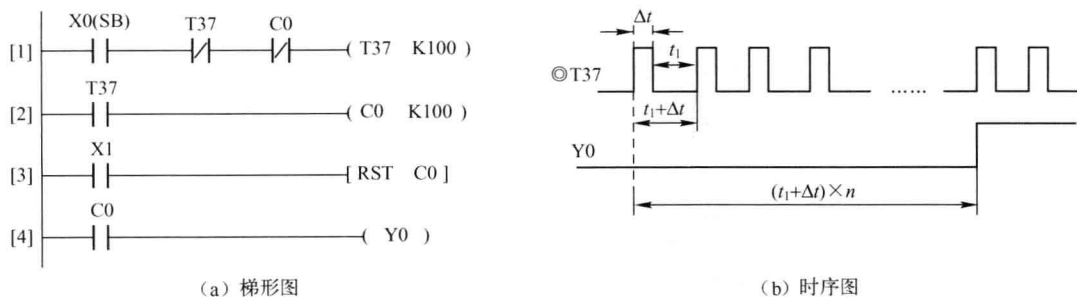 X0(SB) T37 C0
[1] ( T37 K100 )
T37
[2] ( C0 K100 )
X1
[3] [ RST C0 ]
C0
[4] ( Y0 )
(a) 梯形图
Δt
t₁
◎T37
t₁+Δt
……
Y0
(t₁+Δt)×n
(b) 时序图